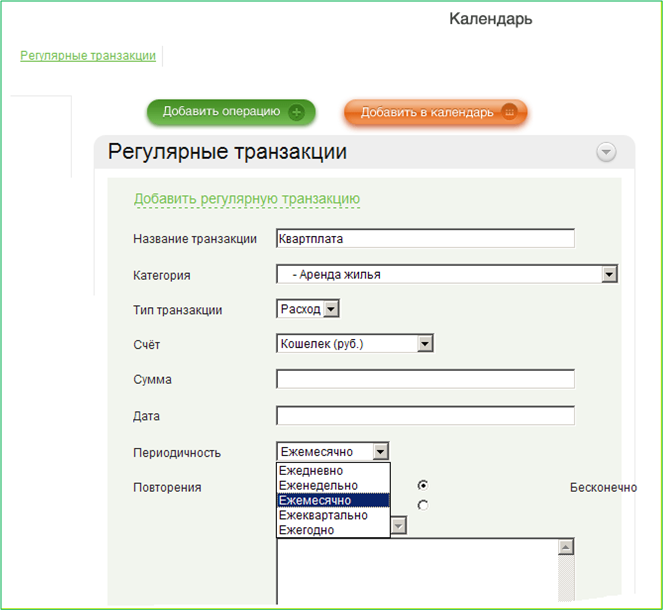 Календарь
Регулярные транзакции
Добавить операцию
Добавить в календарь
Регулярные транзакции
Добавить регулярную транзакцию
Название транзакции
Квартплата
Категория
- Аренда жилья
Тип транзакции
Расход
Счёт
Кошелек (руб.)
Сумма
Дата
Периодичность
Ежемесячно
Ежедневно
Еженедельно
Ежемесячно
Ежеквартально
Ежегодно
Повторения
Бесконечно